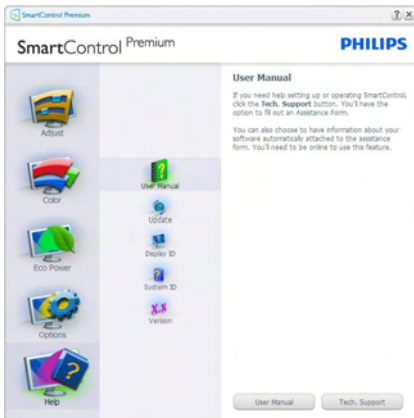 SmartControl Premium
SmartControl Premium
PHILIPS
Adjust
Color
Eco Power
Options
Help
User Manual
Update
Display ID
System ID
Version
User Manual
If you need help setting up or operating SmartControl,
click the Tech. Support button. You'll have the
option to fill out an Assistance Form.
You can also choose to have information about your
software automatically attached to the assistance
form. You'll need to be online to use this feature.
User Manual
Tech. Support